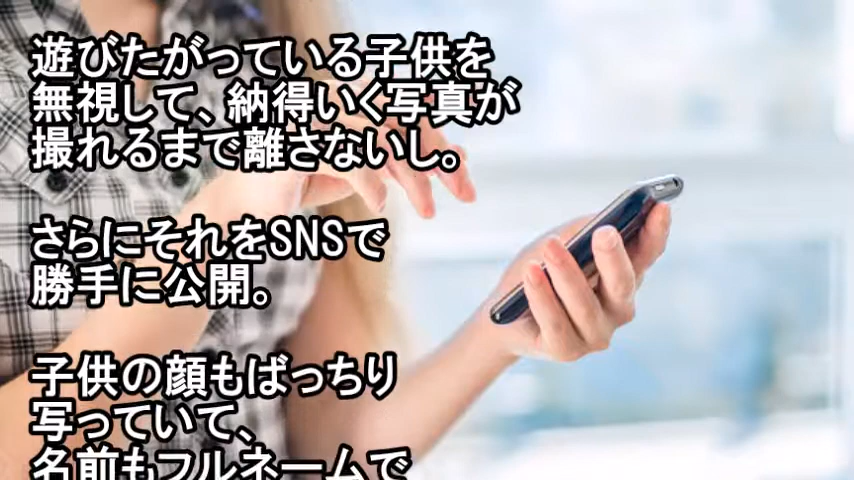 遊びたがっている子供を
無視して、納得いく写真が
撮れるまで離さないし。
さらにそれをSNSで
勝手に公開。
子供の顔もばっちり
写っていて、
名前もフルネームで